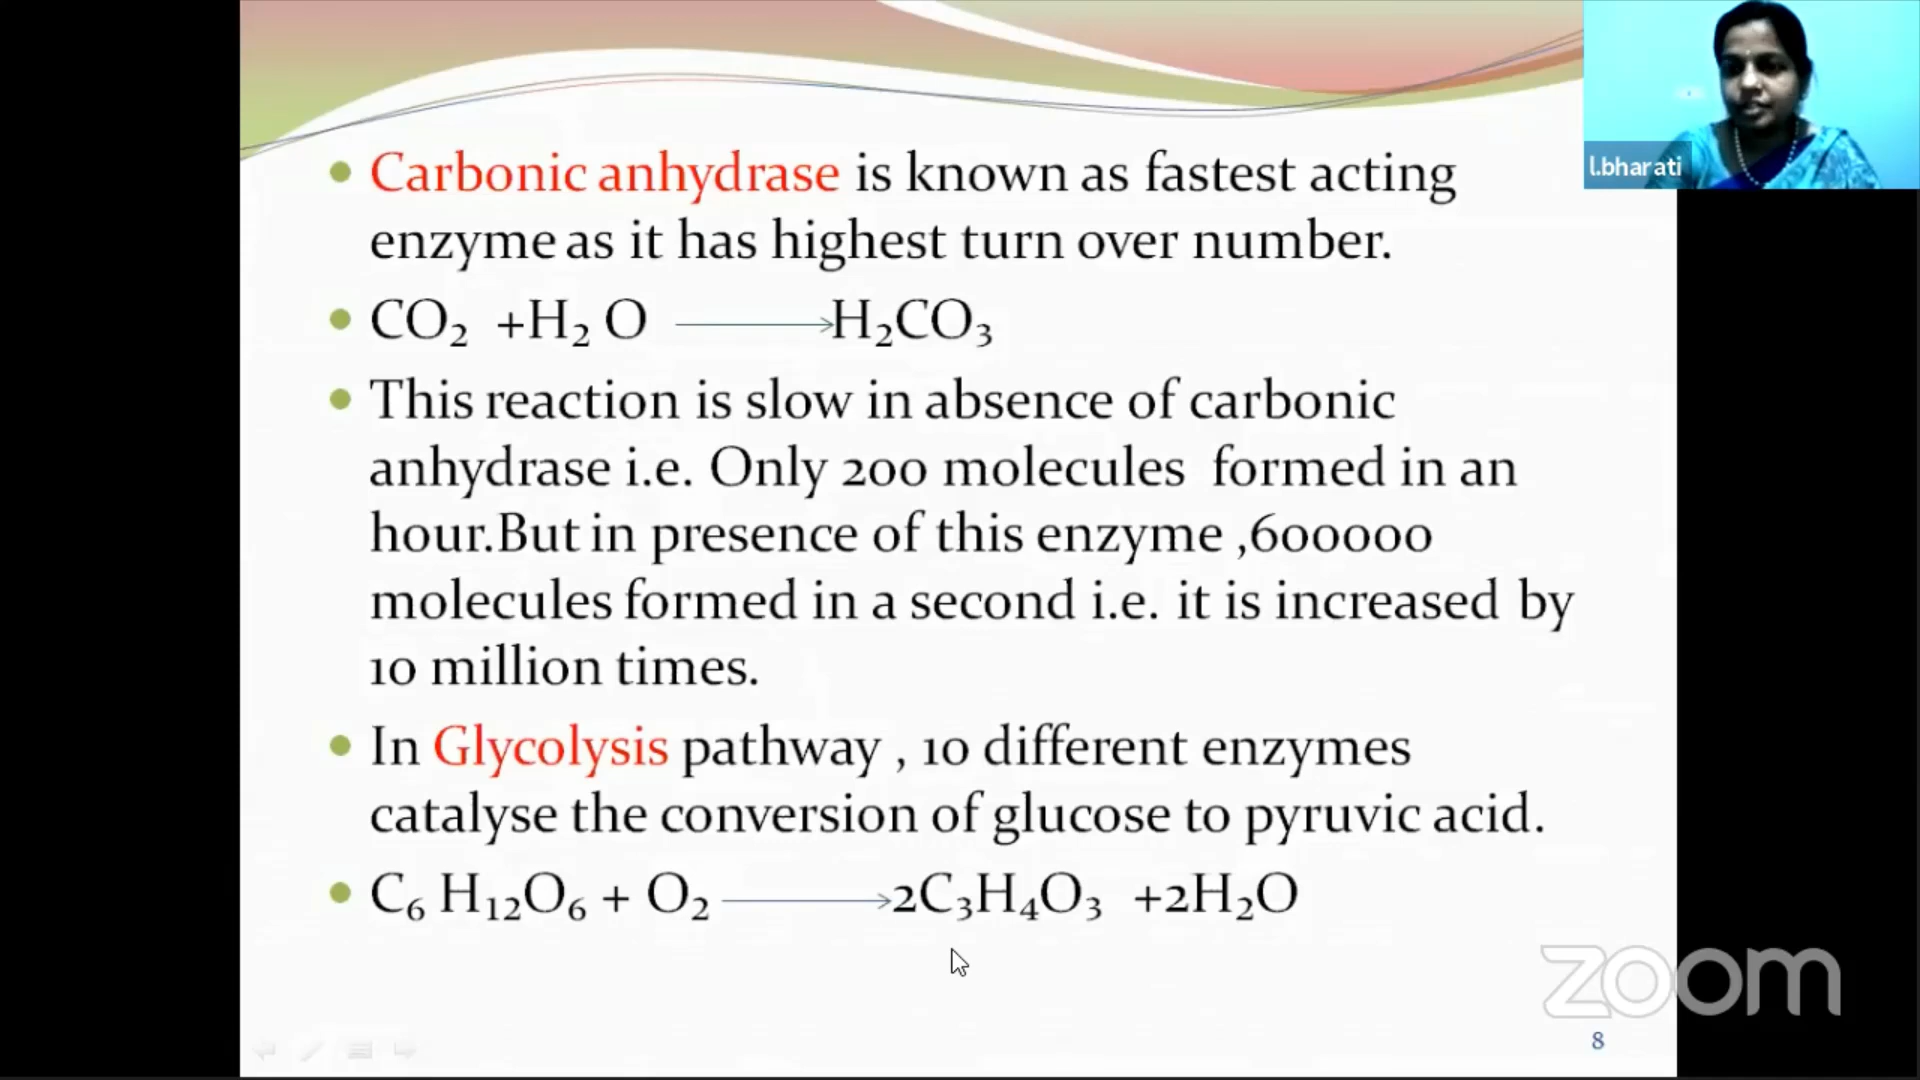 Carbonic anhydrase is known as fastest acting
enzyme as it has highest turn over number.
CO₂ +H₂ O → H₂CO₃
This reaction is slow in absence of carbonic
anhydrase i.e. Only 200 molecules formed in an
hour.But in presence of this enzyme ,600000
molecules formed in a second i.e. it is increased by
10 million times.
In Glycolysis pathway , 10 different enzymes
catalyse the conversion of glucose to pyruvic acid.
C₆ H₁₂O₆ + O₂ → 2C₃H₄O₃ +2H₂O
l.bharati
zoom
8